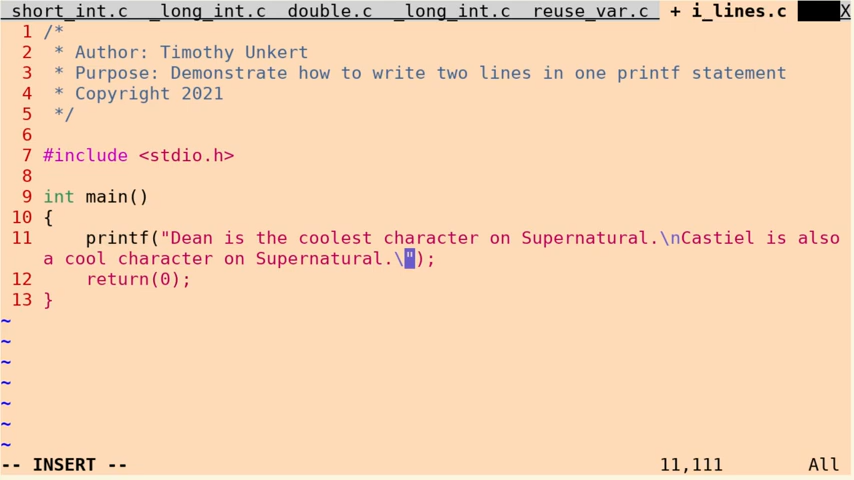 short_int.c _long_int.c double.c _long_int.c reuse_var.c + i_lines.c X
1 /*
2 * Author: Timothy Unkert
3 * Purpose: Demonstrate how to write two lines in one printf statement
4 * Copyright 2021
5 */
6
7 #include <stdio.h>
8
9 int main()
10 {
11 printf("Dean is the coolest character on Supernatural.\nCastiel is also
a cool character on Supernatural.\");
12 return(0);
13 }
~
~
~
~
~
~
~
-- INSERT -- 11,111 All